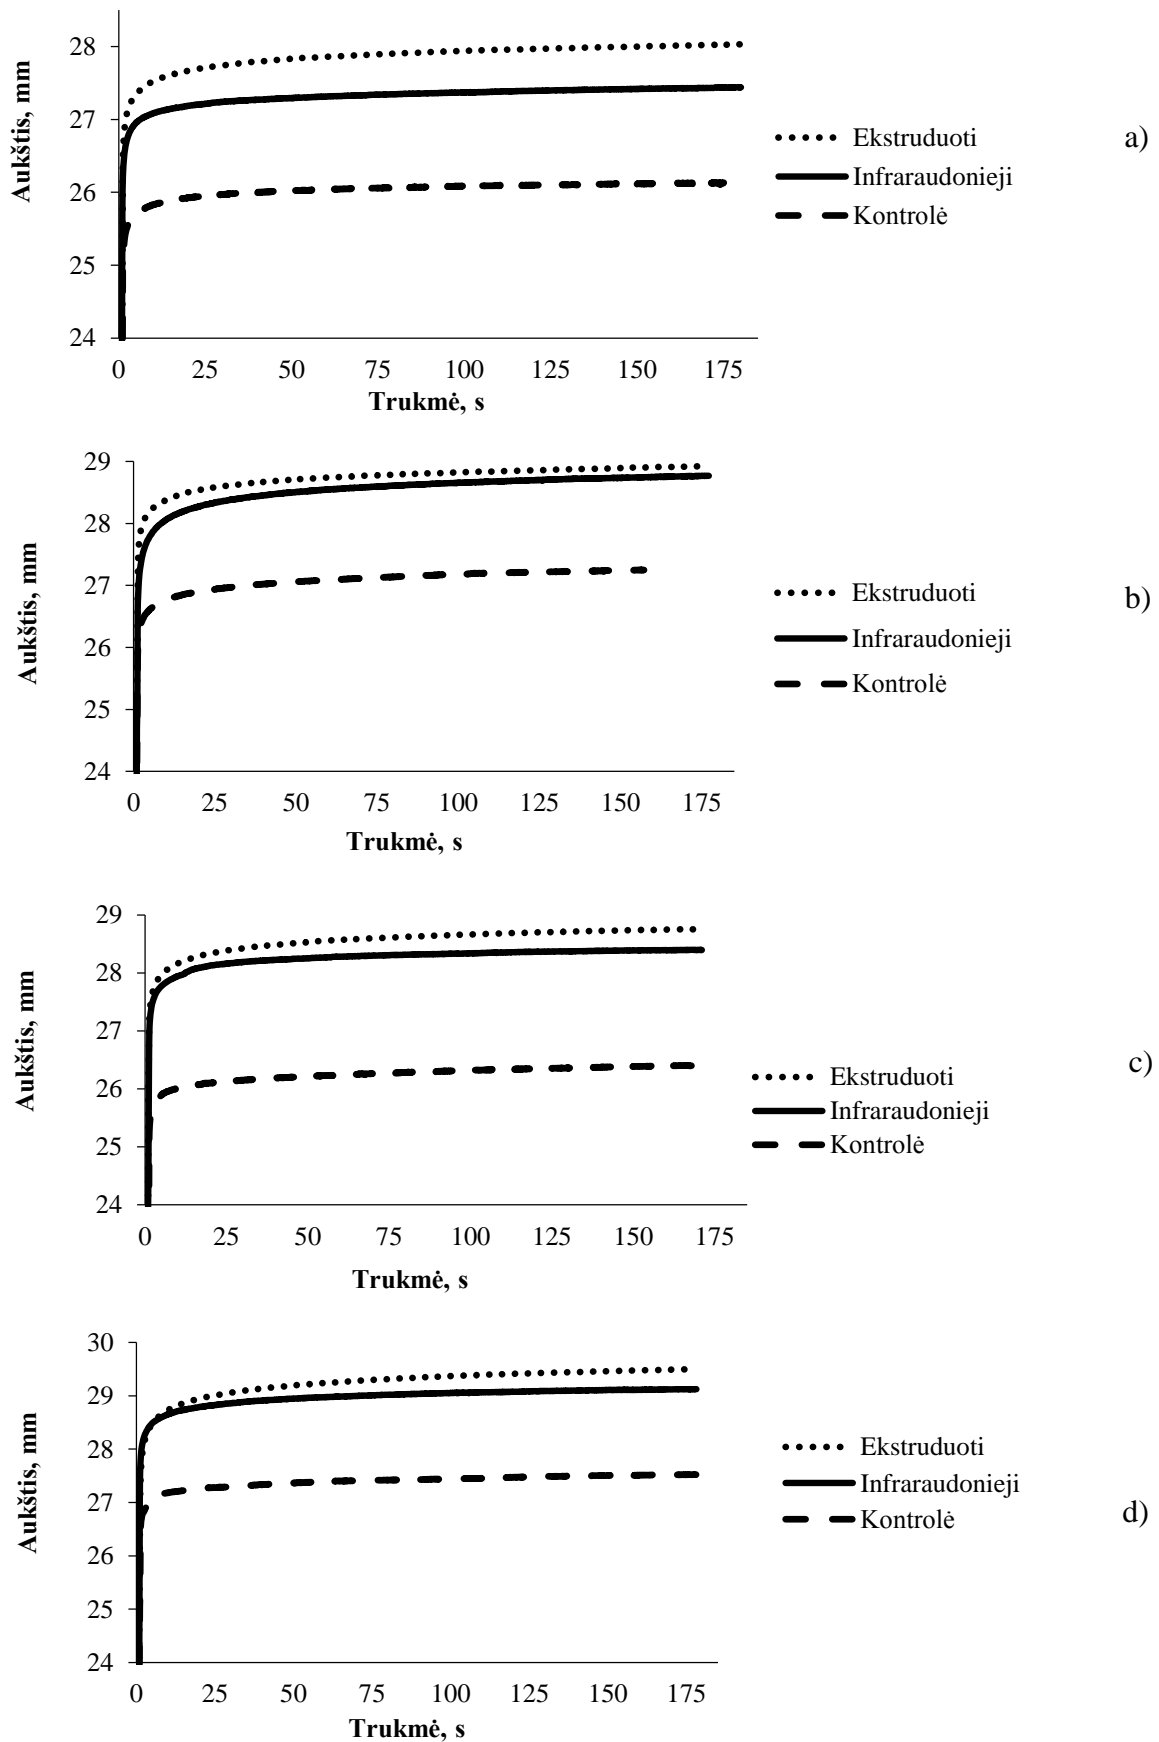 28
27
26
25
24
Aukštis, mm
0 25 50 75 100 125 150 175
Trukmė, s
Ekstruduoti
Infraraudonieji
Kontrolė
a)
29
28
27
26
25
24
Aukštis, mm
0 25 50 75 100 125 150 175
Trukmė, s
Ekstruduoti
Infraraudonieji
Kontrolė
b)
29
28
27
26
25
24
Aukštis, mm
0 25 50 75 100 125 150 175
Trukmė, s
Ekstruduoti
Infraraudonieji
Kontrolė
c)
30
29
28
27
26
25
24
Aukštis, mm
0 25 50 75 100 125 150 175
Trukmė, s
Ekstruduoti
Infraraudonieji
Kontrolė
d)